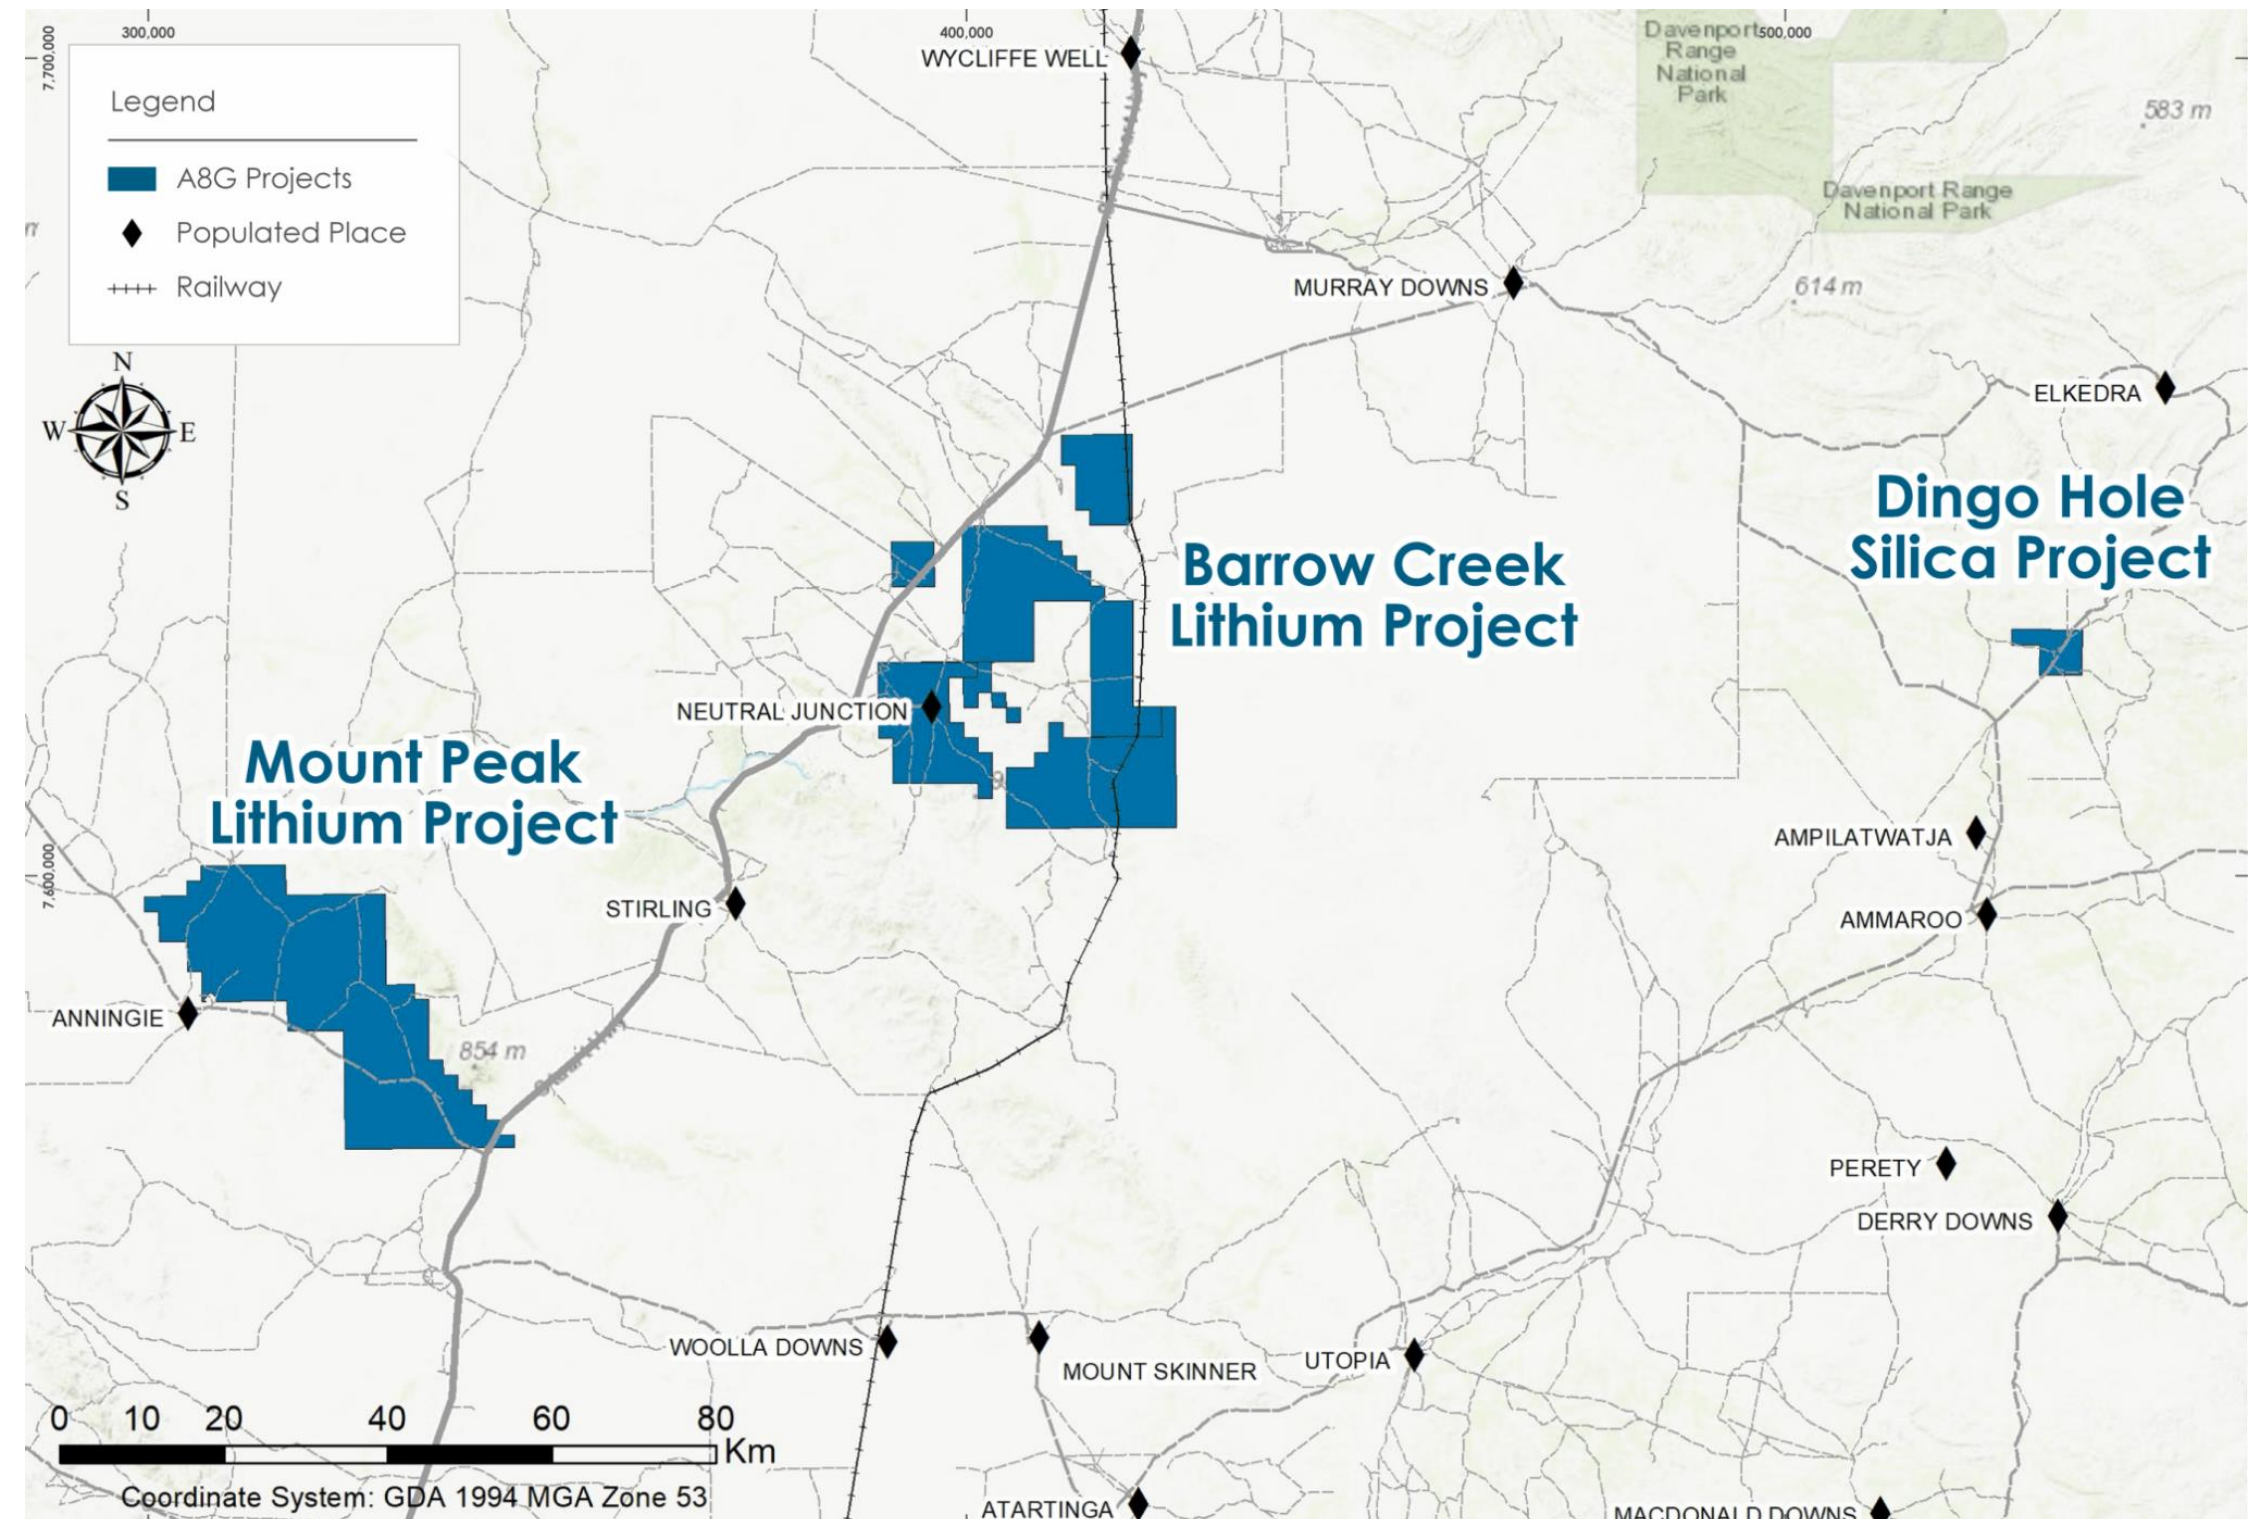 300,000
400,000
500,000
7,700,000
7,600,000
Legend
A8G Projects
Populated Place
Railway
N
W
E
S
WYCLIFFE WELL
Davenport
Range
National
Park
583 m
Davenport Range
National Park
614 m
MURRAY DOWNS
ELKEDRA
Dingo Hole
Silica Project
Barrow Creek
Lithium Project
NEUTRAL JUNCTION
Mount Peak
Lithium Project
AMPILATWATJA
STIRLING
AMMAROO
ANNINGIE
854 m
PERETY
DERRY DOWNS
WOOLLA DOWNS
MOUNT SKINNER
UTOPIA
0 10 20 40 60 80
Km
Coordinate System: GDA 1994 MGA Zone 53
ATARTINGA
MACDONALD DOWNS